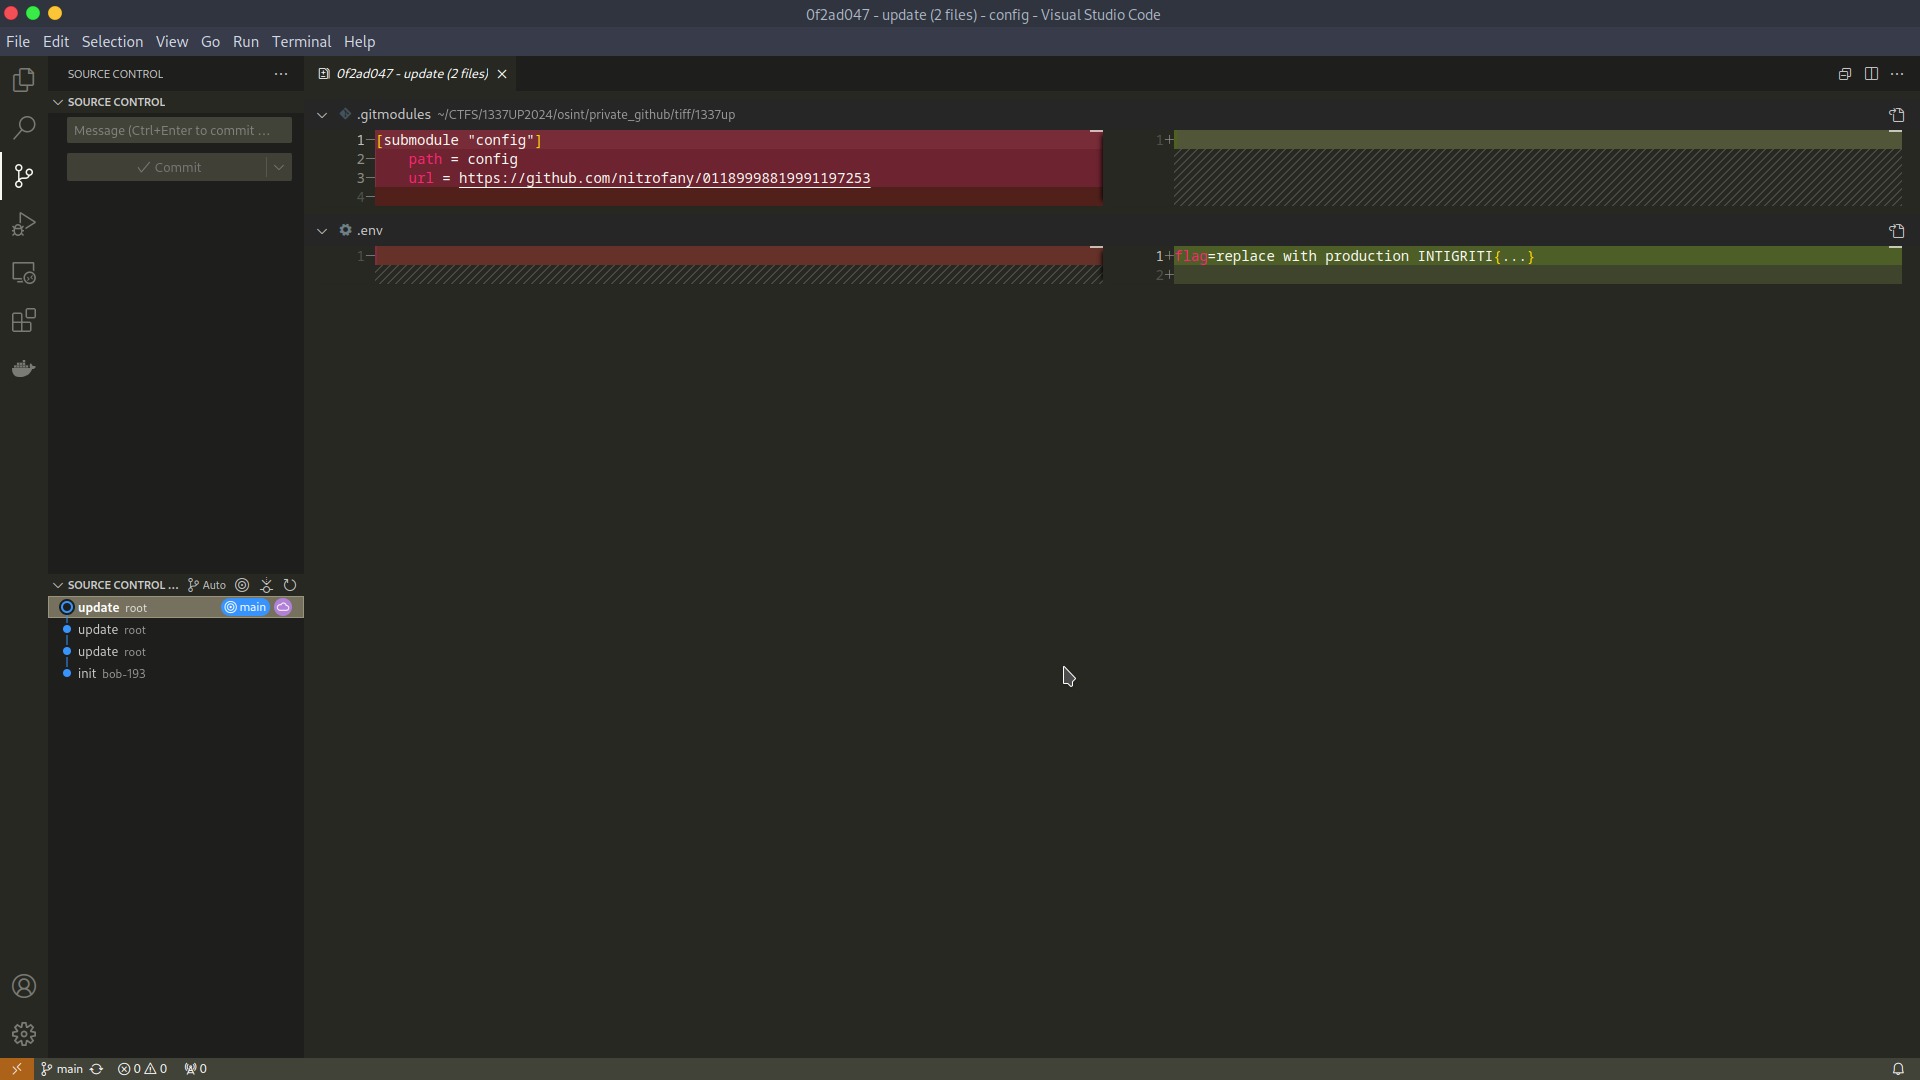 0f2ad047 - update (2 files) - config - Visual Studio Code
File Edit Selection View Go Run Terminal Help
SOURCE CONTROL
SOURCE CONTROL
Message (Ctrl+Enter to commit ...
Commit
SOURCE CONTROL ... Auto
update root main
update root
update root
init bob-193
0f2ad047 - update (2 files)
.gitmodules ~/CTFS/1337UP2024/osint/private_github/tiff/1337up
1− [submodule "config"]
2− path = config
3− url = https://github.com/nitrofany/01189998819991197253
4−
1+
.env
1−
1+ flag=replace with production INTIGRITI{...}
2+
main 0 0 0